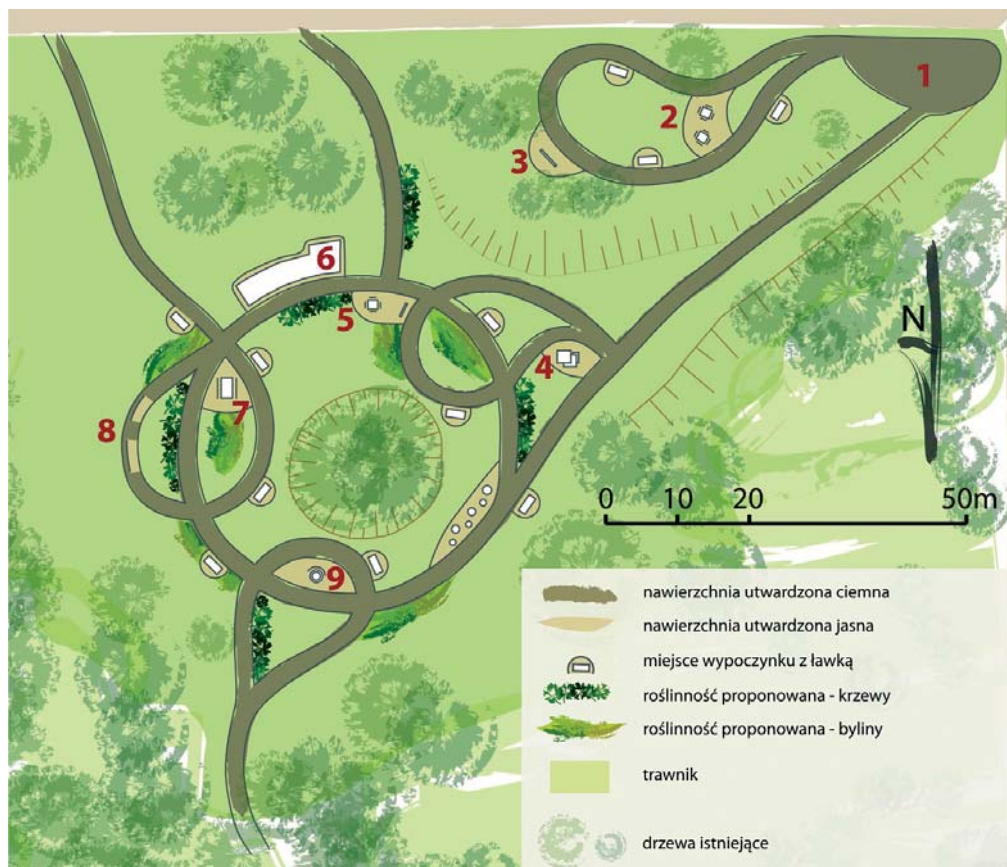 1
2
3
6
5
4
7
8
9
N
0 10 20 50m
nawierzchnia utwardzona ciemna
nawierzchnia utwardzona jasna
miejsce wypoczynku z ławką
roślinność proponowana - krzewy
roślinność proponowana - byliny
trawnik
drzewa istniejące